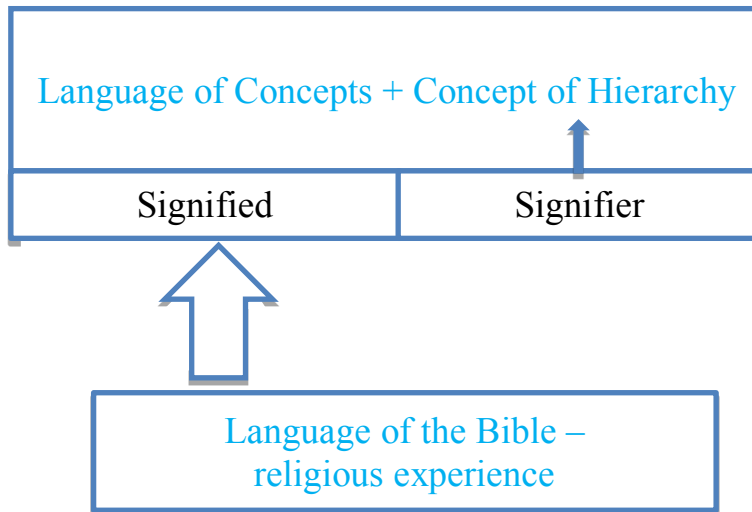 Language of Concepts + Concept of Hierarchy
Signified
Signifier
Language of the Bible –
religious experience